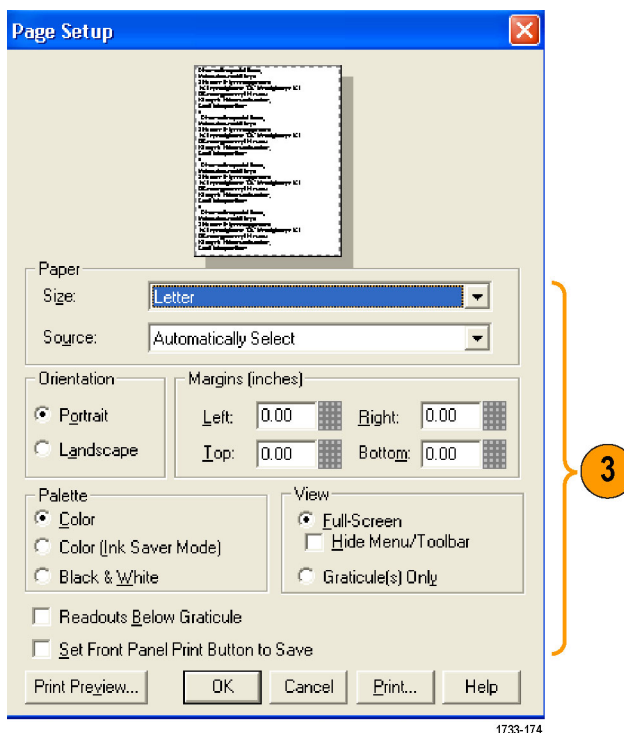 Page Setup
Paper
Size: Letter
Source: Automatically Select
Orientation
Portrait
Landscape
Margins (inches)
Left: 0.00 Right: 0.00
Top: 0.00 Bottom: 0.00
Palette
Color
Color (Ink Saver Mode)
Black & White
View
Full-Screen
Hide Menu/Toolbar
Graticule(s) Only
Readouts Below Graticule
Set Front Panel Print Button to Save
Print Preview... OK Cancel Print... Help
3
1733-174